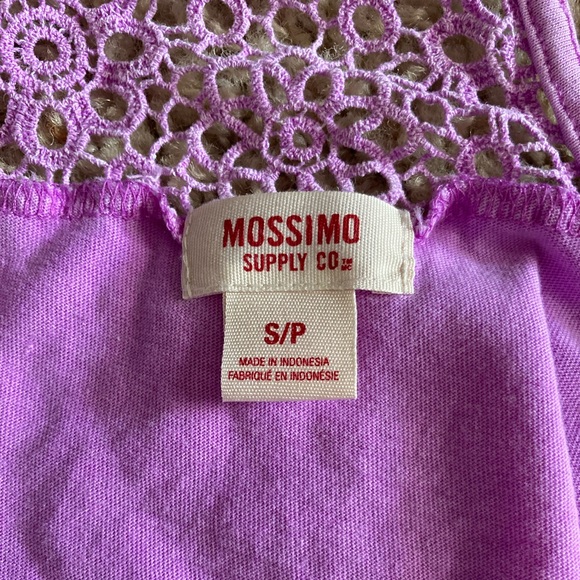 MOSSIMO
SUPPLY CO.
S/P
MADE IN INDONESIA
FABRIQUÉ EN INDONÉSIE